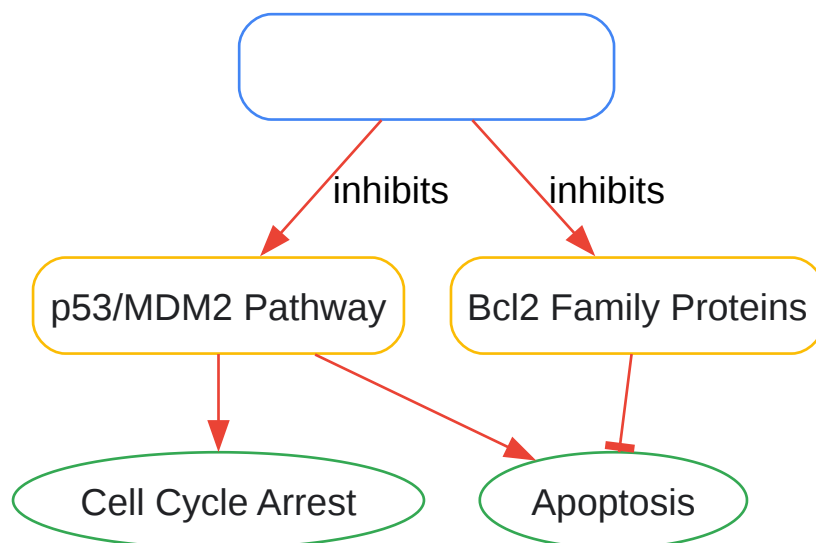 inhibits
inhibits
p53/MDM2 Pathway
Bcl2 Family Proteins
Cell Cycle Arrest
Apoptosis